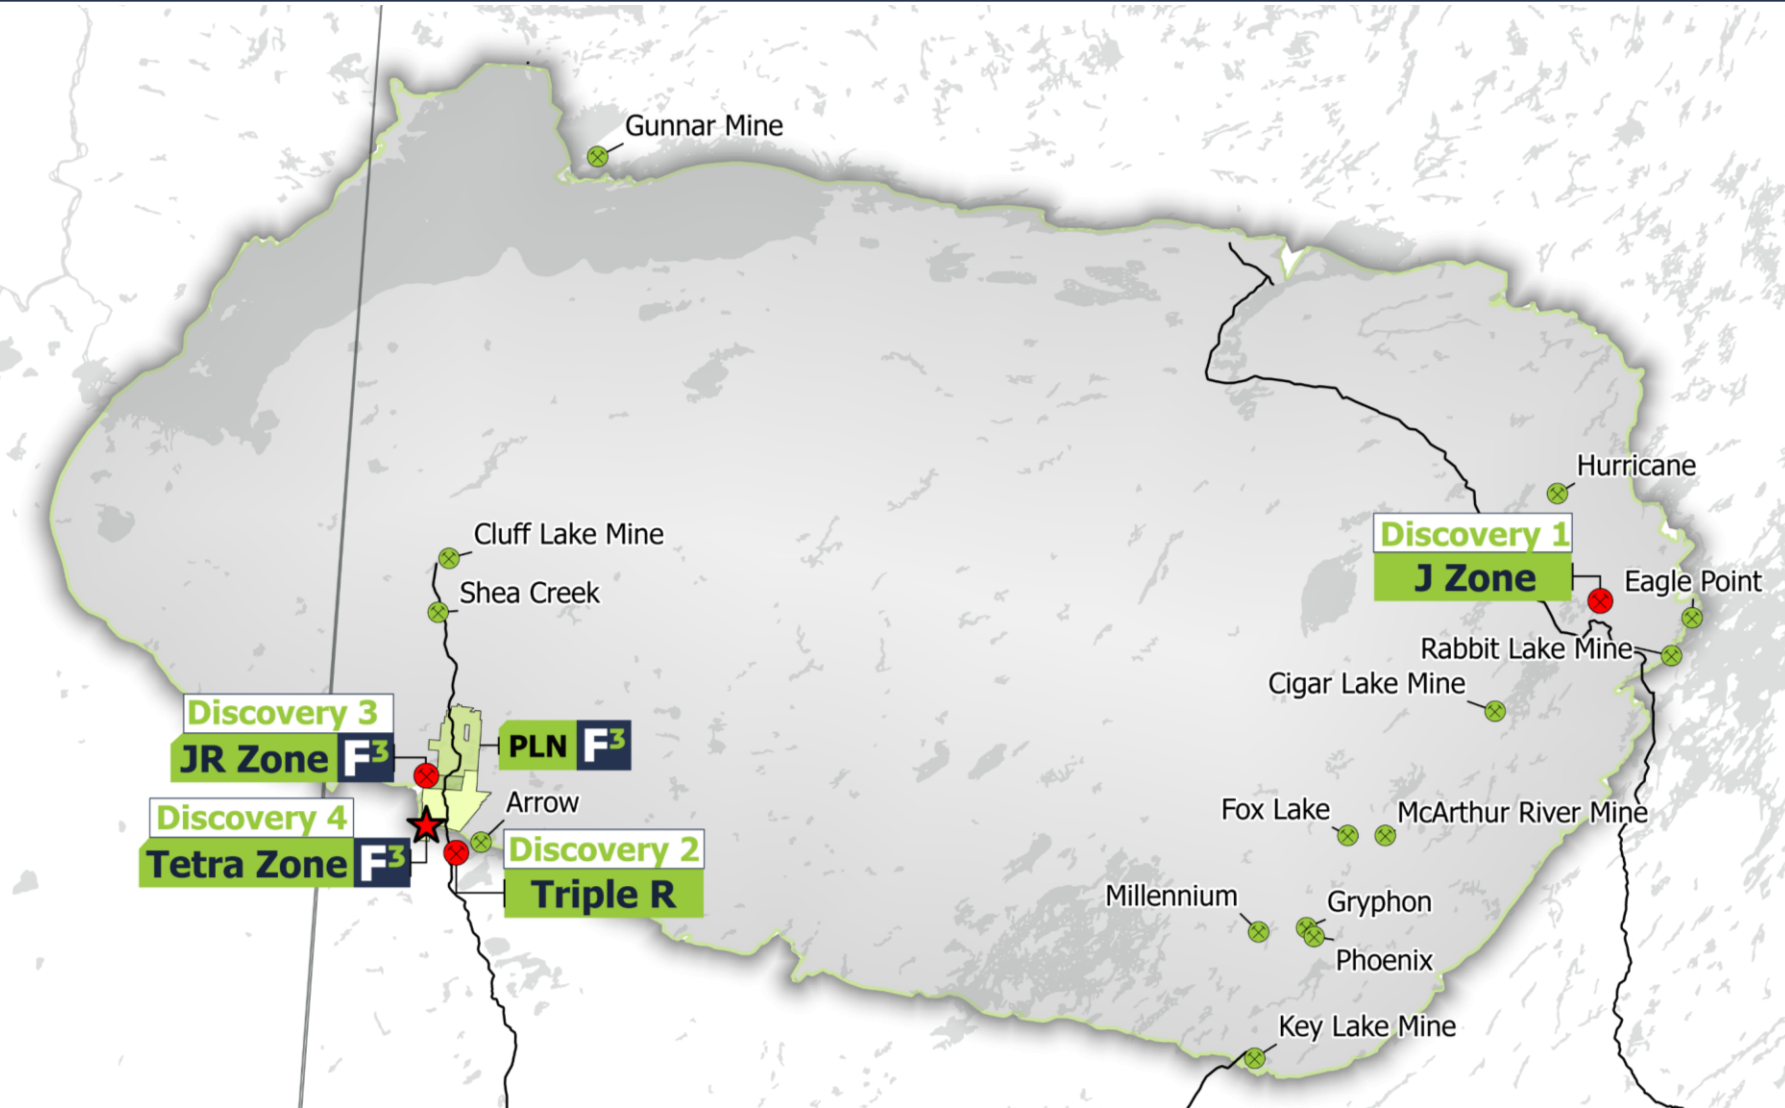 Gunnar Mine
Hurricane
Discovery 1
J Zone
Eagle Point
Cluff Lake Mine
Shea Creek
Rabbit Lake Mine
Cigar Lake Mine
Discovery 3
JR Zone F3
PLN F3
Discovery 4
Tetra Zone F3
Arrow
Discovery 2
Triple R
Fox Lake
McArthur River Mine
Millennium
Gryphon
Phoenix
Key Lake Mine